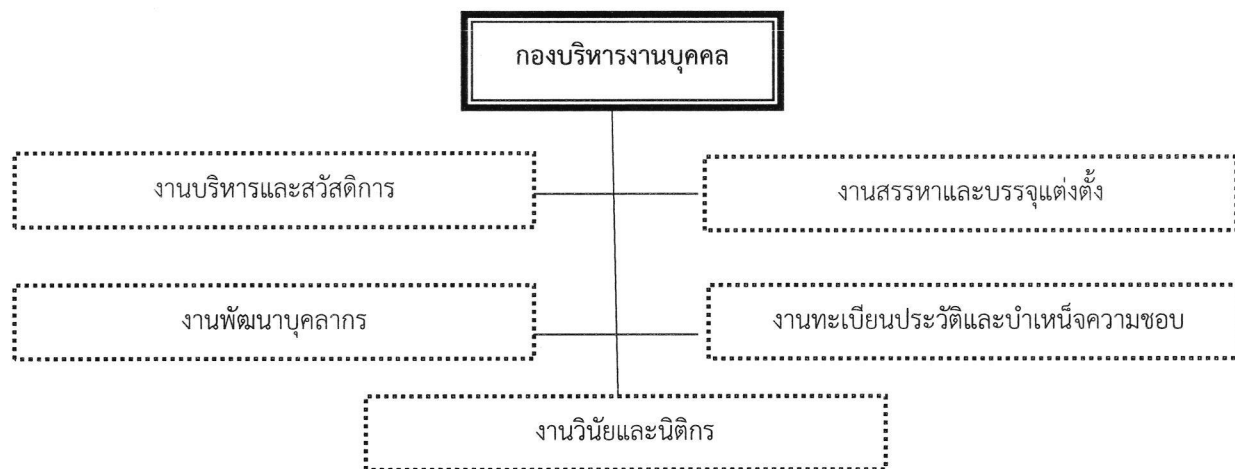 กองบริหารงานบุคคล
งานบริหารและสวัสดิการ
งานสรรหาและบรรจุแต่งตั้ง
งานพัฒนาบุคลากร
งานทะเบียนประวัติและบำเหน็จความชอบ
งานวินัยและนิติกร